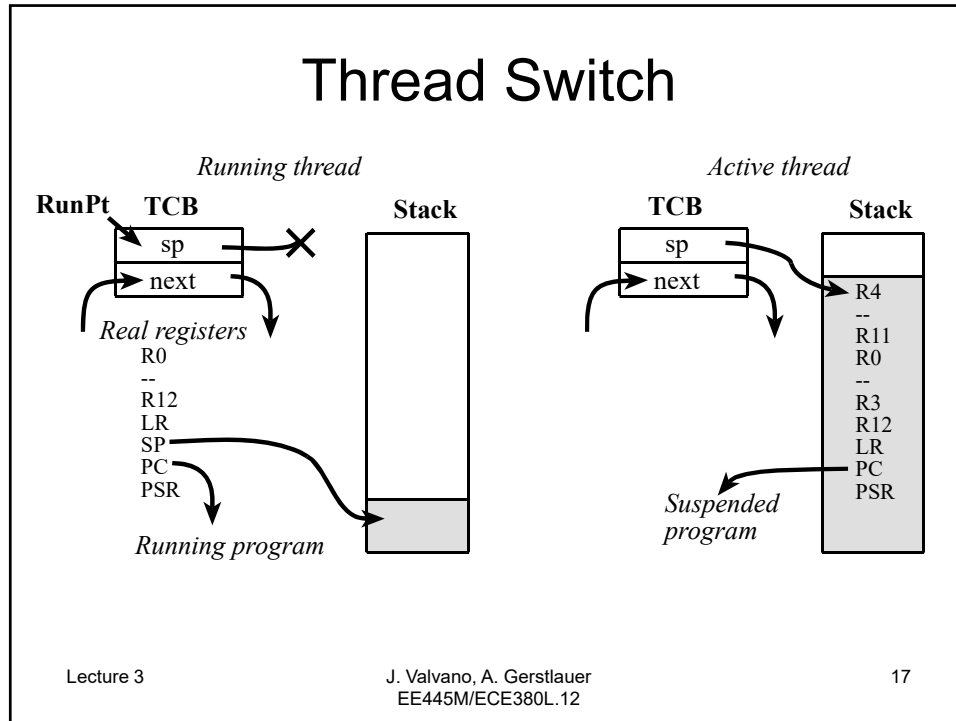 Thread Switch
Running thread
RunPt
TCB
Stack
sp
next
Real registers
R0
--
R12
LR
SP
PC
PSR
Running program
Active thread
TCB
Stack
sp
next
R4
--
R11
R0
--
R3
R12
LR
PC
PSR
Suspended
program
Lecture 3
J. Valvano, A. Gerstlauer
EE445M/ECE380L.12
17